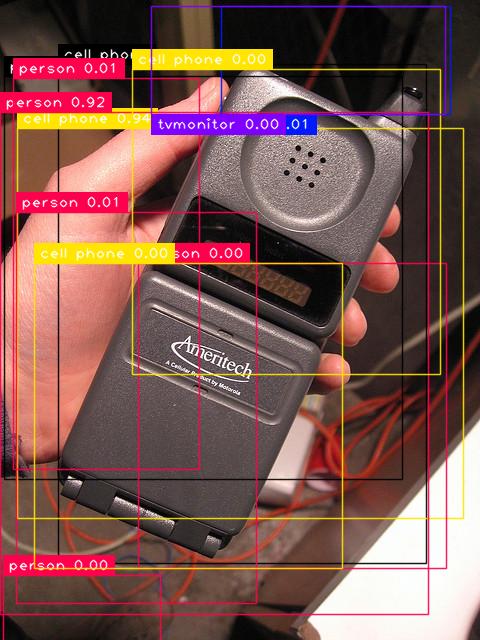 cell phon
cell phone 0.00
person 0.01
person 0.92
cell phone 0.94
tvmonitor 0.00
.01
person 0.01
cell phone 0.00
son 0.00
Ameritech
A Cellular Product by Motorola
person 0.00